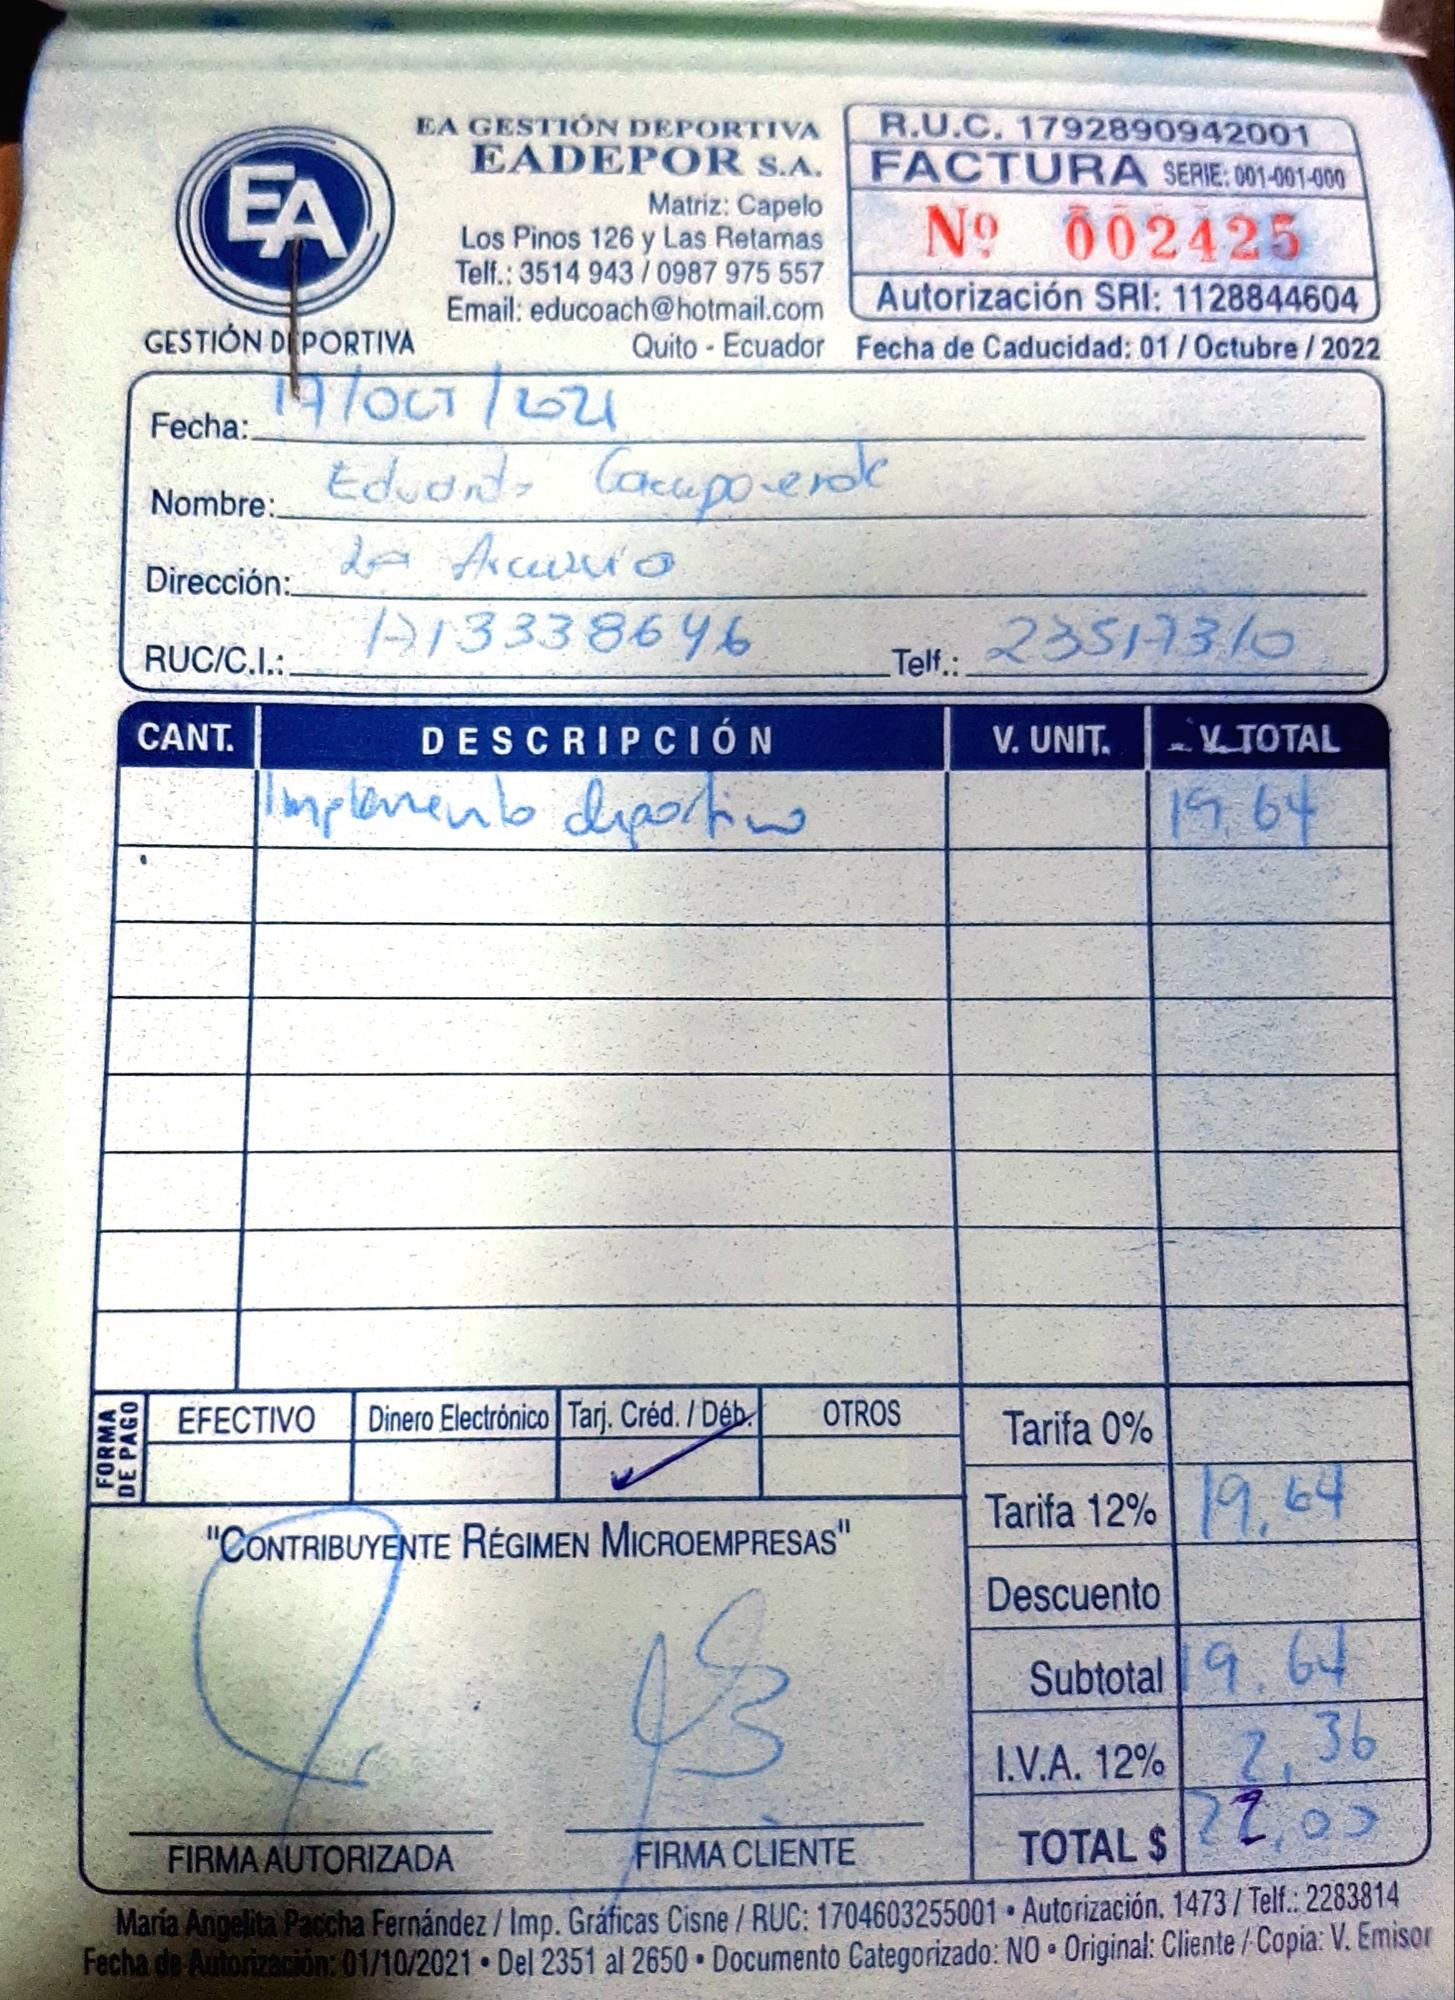 EA
GESTIÓN DEPORTIVA
EA GESTIÓN DEPORTIVA
EADEPOR S.A.
Matriz: Capelo
Los Pinos 126 y Las Retamas
Telf.: 3514 943 / 0987 975 557
Email: educoach@hotmail.com
Quito - Ecuador
R.U.C. 1792890942001
FACTURA SERIE: 001-001-000
Nº 002425
Autorización SRI: 1128844604
Fecha de Caducidad: 01 / Octubre / 2022
Fecha: 17/OCT/2021
Nombre: Eduardo Campoverde
Dirección: La Armenia
RUC/C.I.: 1713338646 Telf.: 23517310
CANT. DESCRIPCIÓN V. UNIT. V. TOTAL
Implemento deportivo 19.64
FORMA DE PAGO
EFECTIVO Dinero Electrónico Tarj. Créd. / Déb. OTROS
Tarifa 0%
Tarifa 12% 19.64
Descuento
Subtotal 19.64
I.V.A. 12% 2,36
TOTAL $ 22,00
"CONTRIBUYENTE RÉGIMEN MICROEMPRESAS"
FIRMA AUTORIZADA FIRMA CLIENTE
María Angelita Paccha Fernández / Imp. Gráficas Cisne / RUC: 1704603255001 • Autorización. 1473 / Telf.: 2283814
Fecha de Autorización: 01/10/2021 • Del 2351 al 2650 • Documento Categorizado: NO • Original: Cliente / Copia: V. Emisor